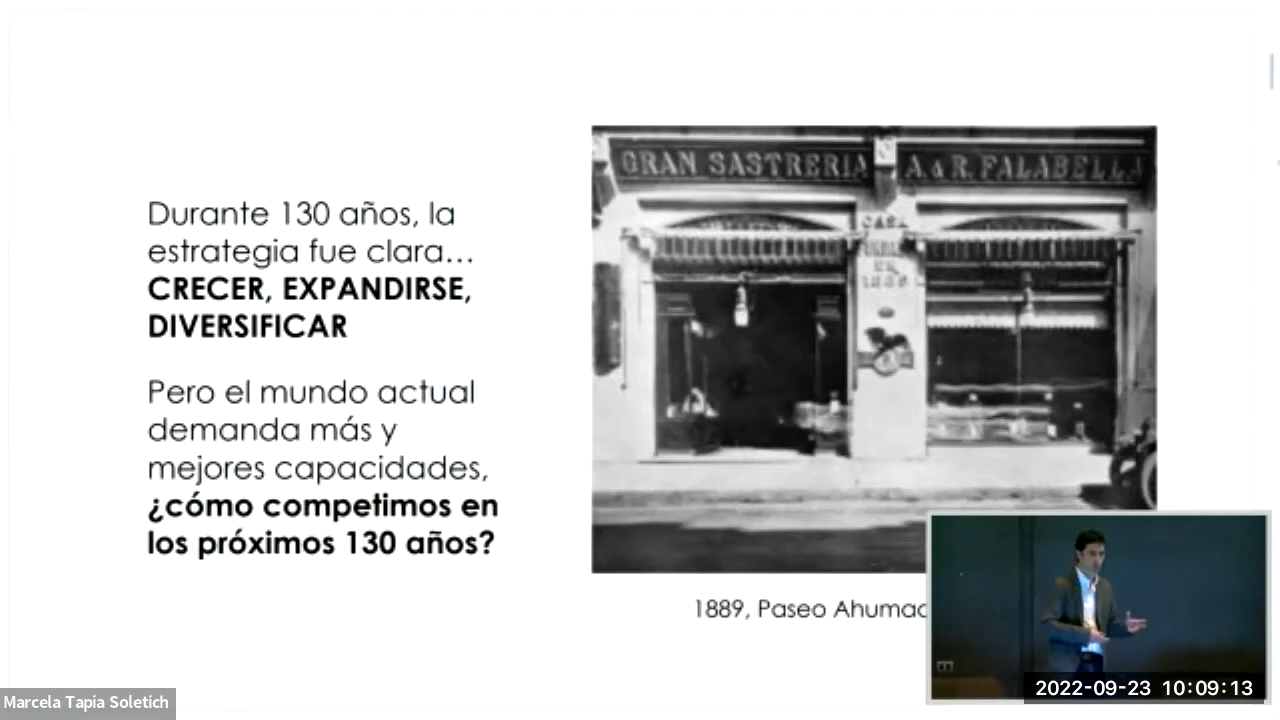 Durante 130 años, la
estrategia fue clara...
CRECER, EXPANDIRSE,
DIVERSIFICAR
Pero el mundo actual
demanda más y
mejores capacidades,
¿cómo competimos en
los próximos 130 años?
GRAN SASTRERIA
A. & R. FALABELLA
CASA
1889, Paseo
2022-09-23 10:09:13
Marcela Tapia Soletich